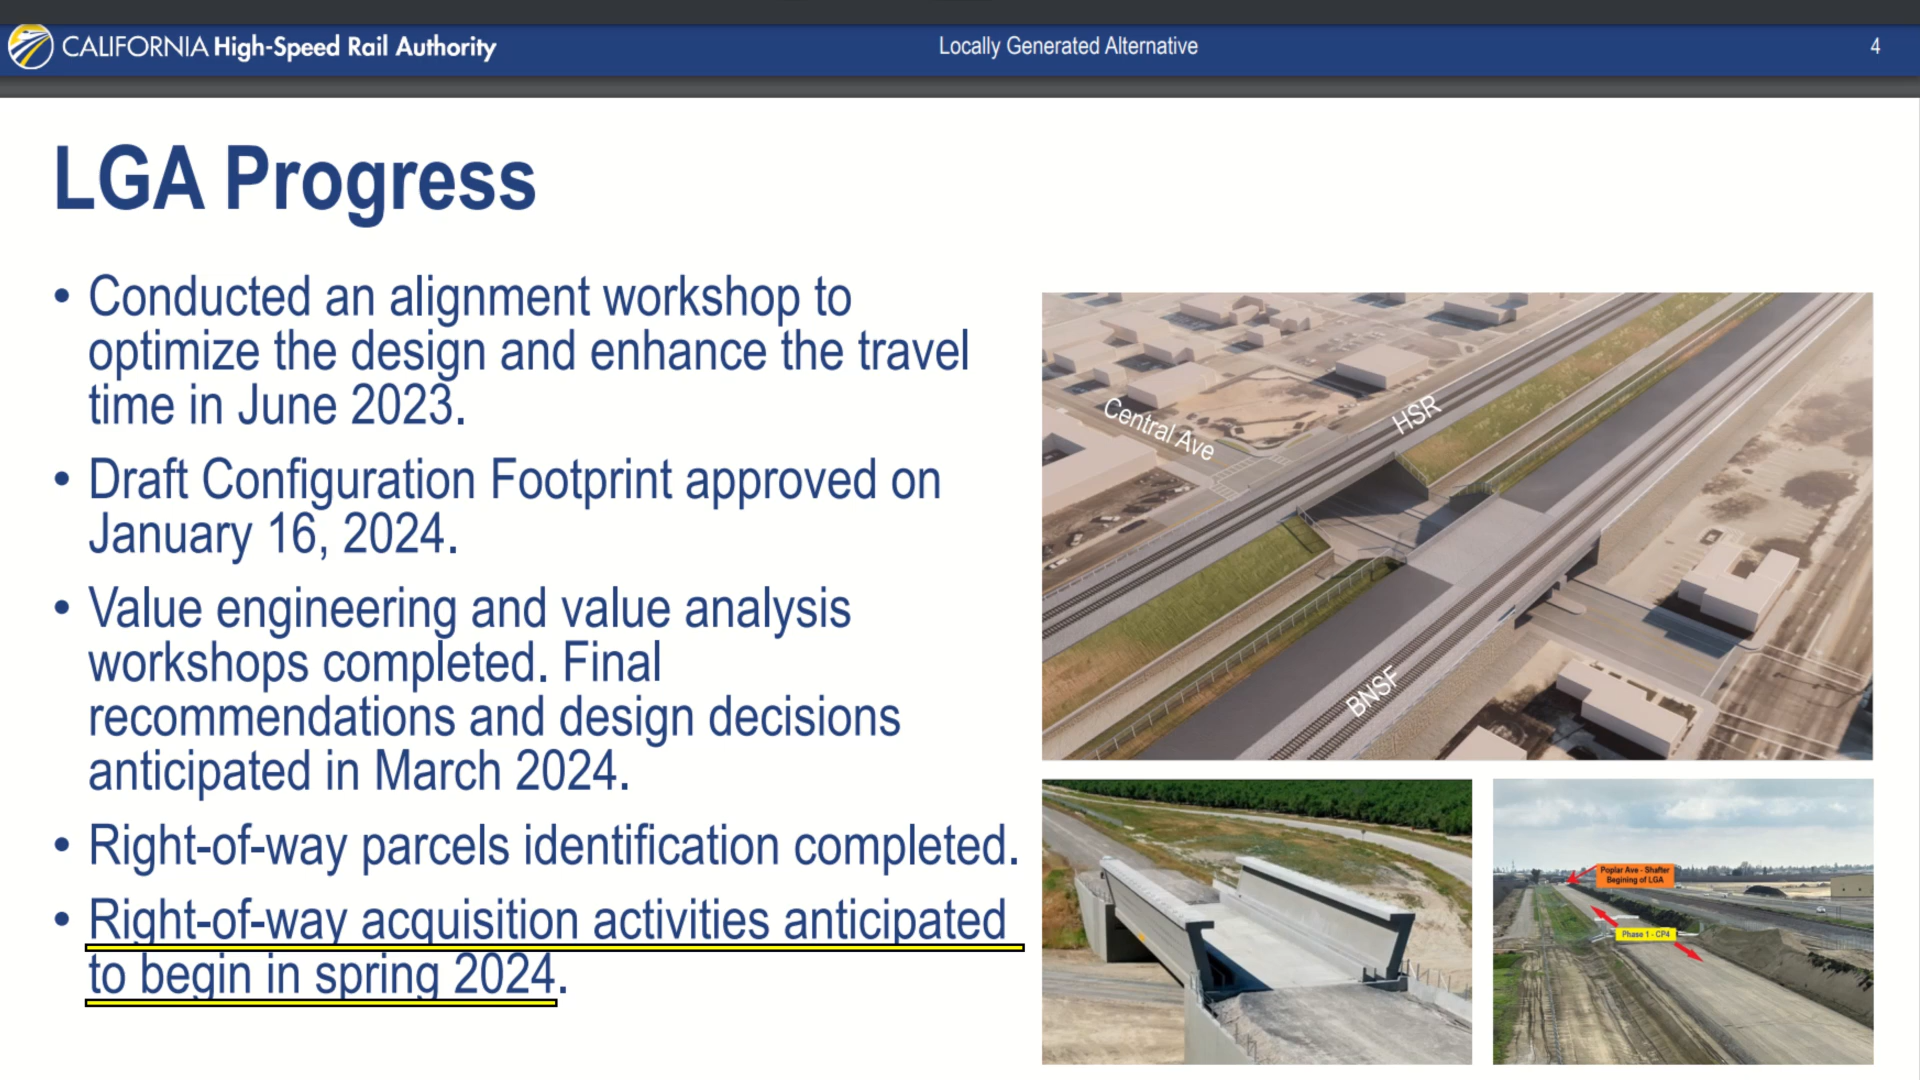 CALIFORNIA High-Speed Rail Authority
Locally Generated Alternative
4
LGA Progress
• Conducted an alignment workshop to
optimize the design and enhance the travel
time in June 2023.
• Draft Configuration Footprint approved on
January 16, 2024.
• Value engineering and value analysis
workshops completed. Final
recommendations and design decisions
anticipated in March 2024.
• Right-of-way parcels identification completed.
• Right-of-way acquisition activities anticipated
to begin in spring 2024.
Central Ave
HSR
BNSF
Poplar Ave - Shafter
Begining of LGA
Phase 1 - CP4